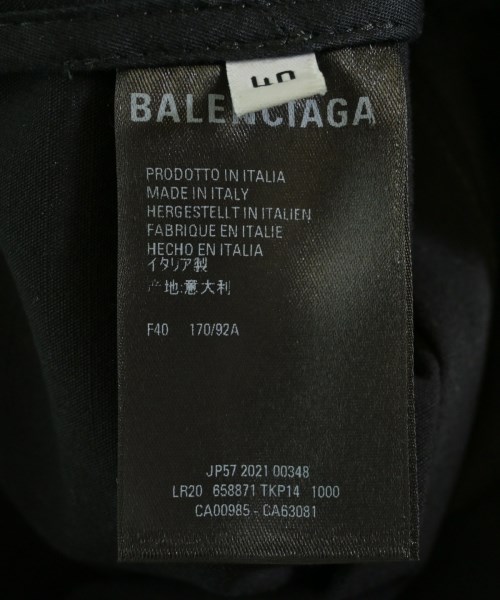 40
BALENCIAGA
PRODOTTO IN ITALIA
MADE IN ITALY
HERGESTELLT IN ITALIEN
FABRIQUE EN ITALIE
HECHO EN ITALIA
イタリア製
产地:意大利
F40 170/92A
JP57 2021 00348
LR20 658871 TKP14 1000
CA00985 - CA63081